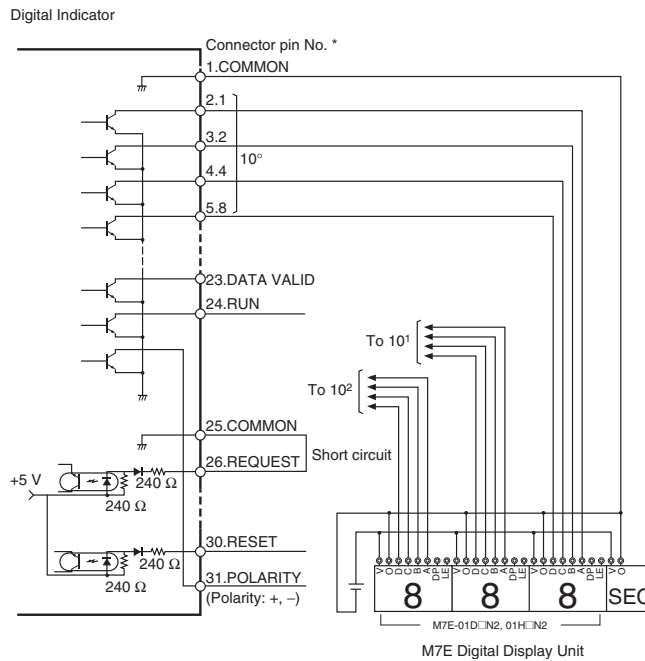 Digital Indicator
Connector pin No. *
1.COMMON
2.1
3.2
10°
4.4
5.8
23.DATA VALID
24.RUN
To 10¹
To 10²
25.COMMON
Short circuit
26.REQUEST
+5 V
240 Ω
240 Ω
30.RESET
240 Ω
240 Ω
31.POLARITY
(Polarity: +, –)
V O D C B A DP LE V O D C B A DP LE V O D C B A DP LE V O
8 8 8 SEG
M7E-01D□N2, 01H□N2
M7E Digital Display Unit